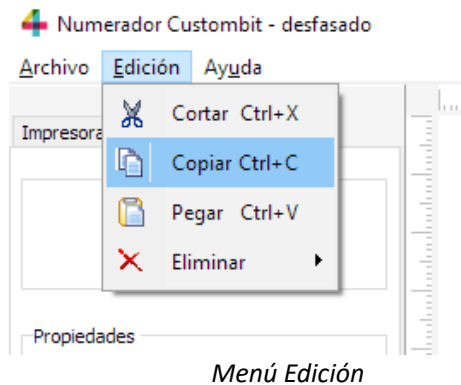 Numerador Custombit - desfasado
Archivo Edición Ayuda
Impresora
Cortar Ctrl+X
Copiar Ctrl+C
Pegar Ctrl+V
Eliminar
Propiedades
Menú Edición